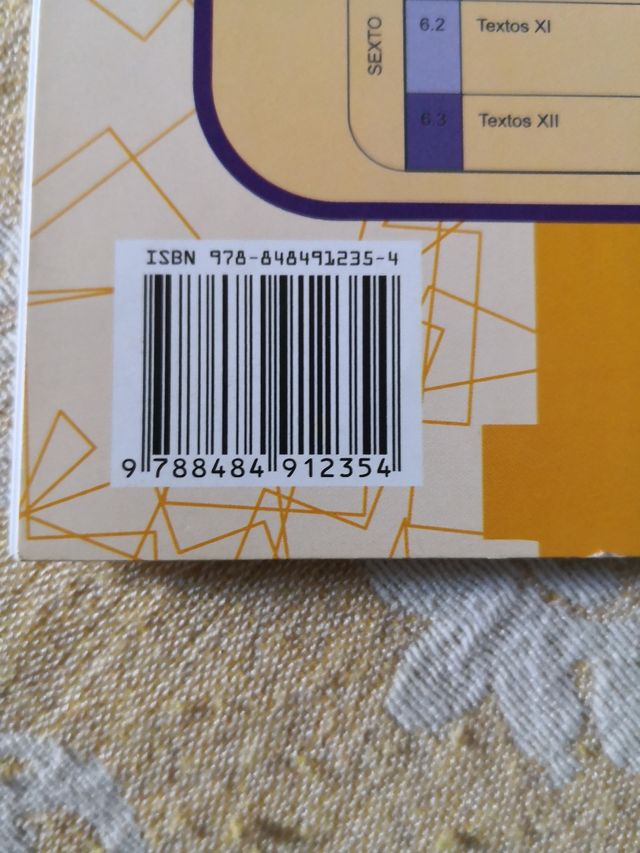 SEXTO
6.2 Textos XI
6.3 Textos XII
ISBN 978-848491235-4
9 788484 912354